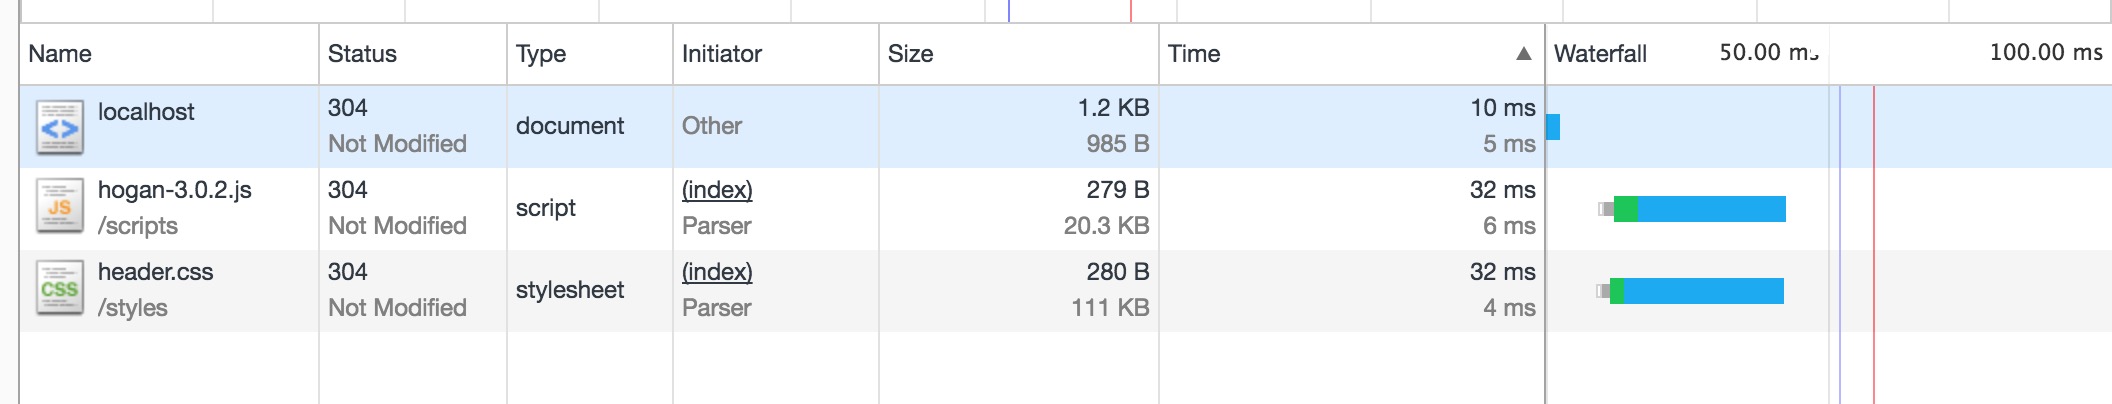 Name Status Type Initiator Size Time ▲ Waterfall 50.00 ms 100.00 ms
localhost 304 document Other 1.2 KB 10 ms
Not Modified 985 B 5 ms
hogan-3.0.2.js 304 script (index) 279 B 32 ms
/scripts Not Modified Parser 20.3 KB 6 ms
header.css 304 stylesheet (index) 280 B 32 ms
/styles Not Modified Parser 111 KB 4 ms
JS
CSS